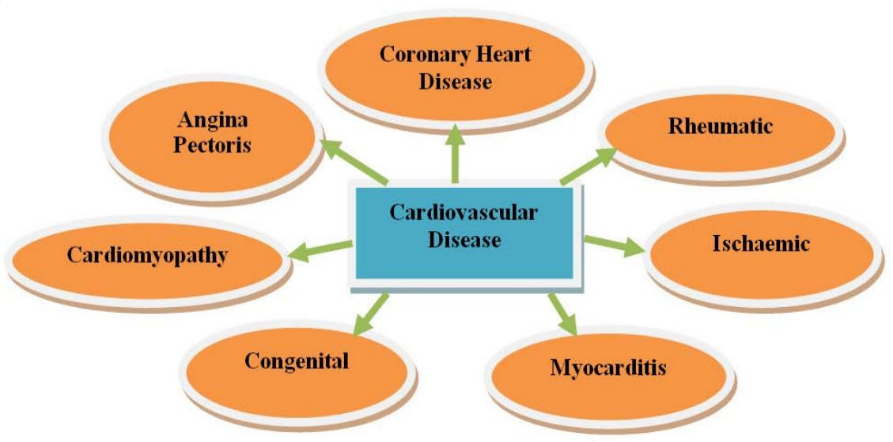 Coronary Heart
Disease
Angina
Pectoris
Rheumatic
Cardiovascular
Disease
Cardiomyopathy
Ischaemic
Congenital
Myocarditis